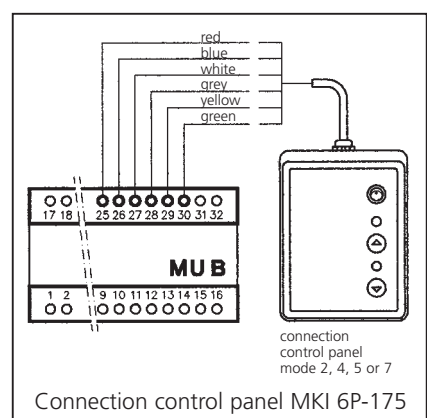 red
blue
white
grey
yellow
green
17 18 25 26 27 28 29 30 31 32
MUB
1 2 9 10 11 12 13 14 15 16
connection
control panel
mode 2, 4, 5 or 7
Connection control panel MKI 6P-175